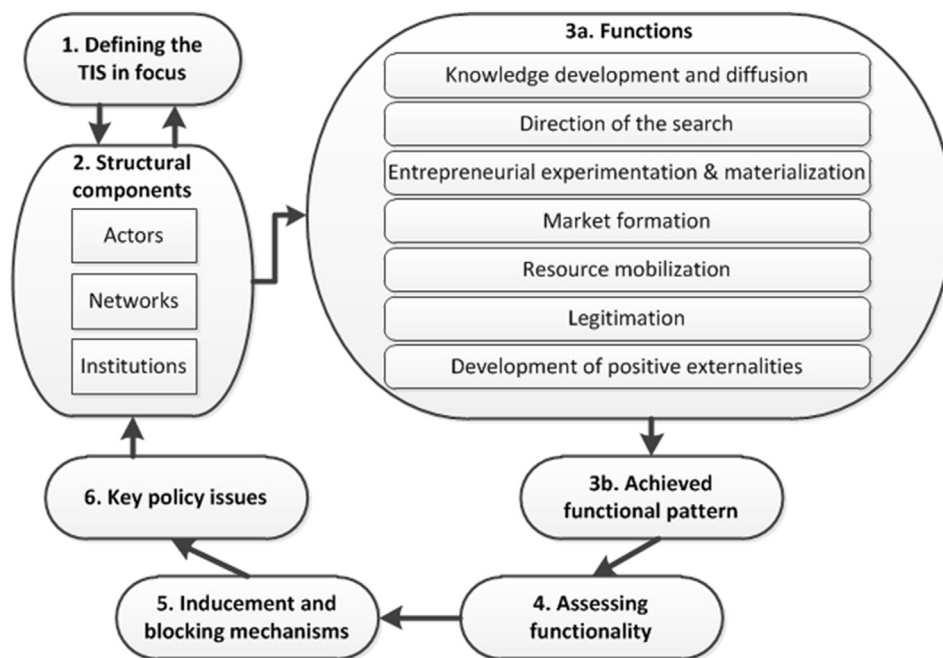 1. Defining the
TIS in focus
2. Structural
components
Actors
Networks
Institutions
3a. Functions
Knowledge development and diffusion
Direction of the search
Entrepreneurial experimentation & materialization
Market formation
Resource mobilization
Legitimation
Development of positive externalities
3b. Achieved
functional pattern
4. Assessing
functionality
5. Inducement and
blocking mechanisms
6. Key policy issues